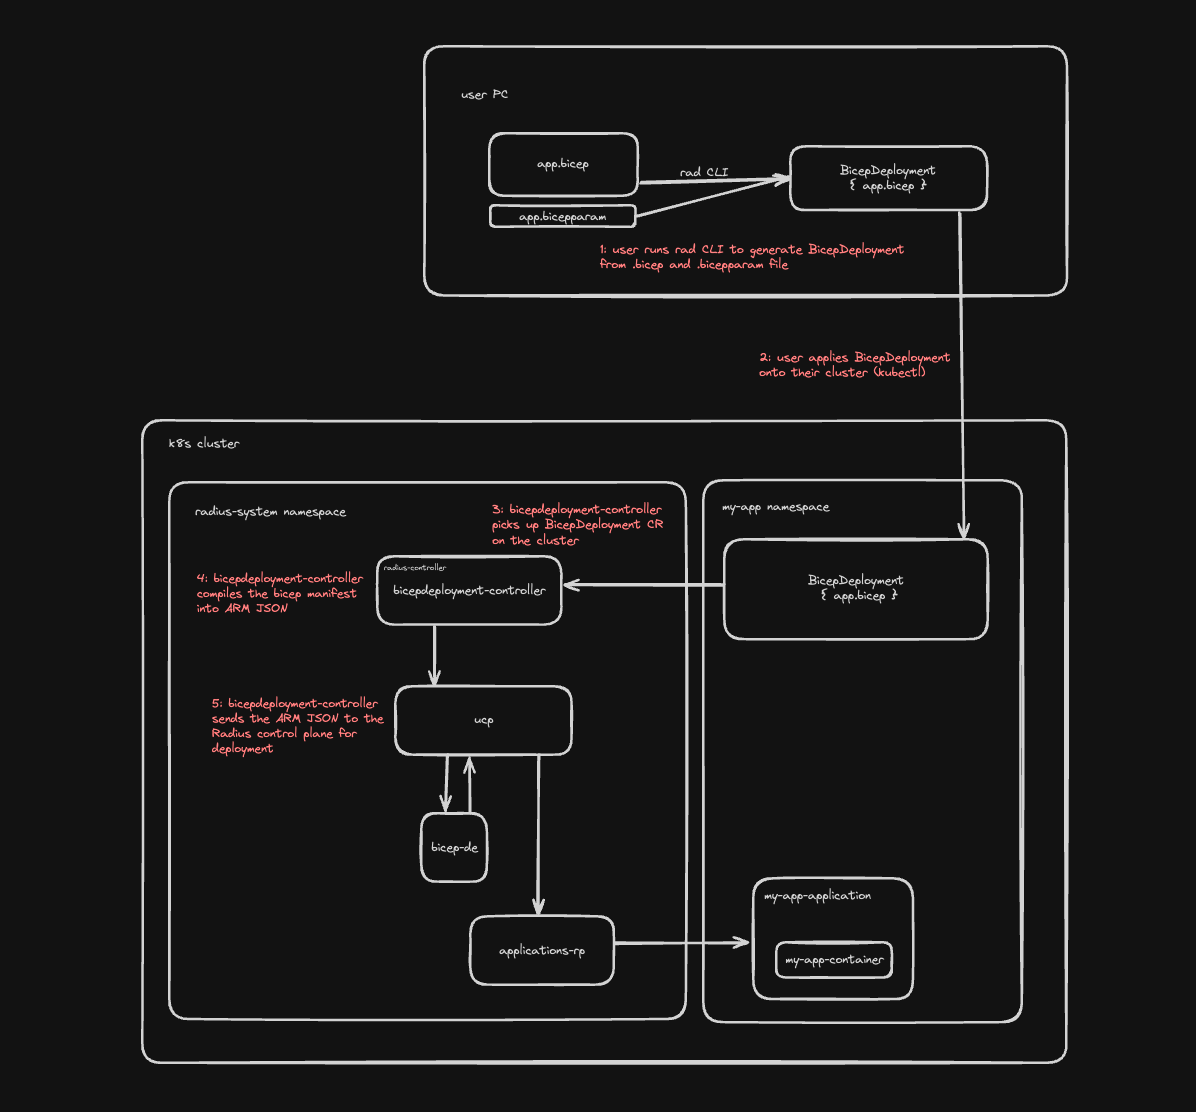 user PC
app.bicep
rad CLI
BicepDeployment
{ app.bicep }
app.bicepparam
1: user runs rad CLI to generate BicepDeployment
from .bicep and .bicepparam file
2: user applies BicepDeployment
onto their cluster (kubectl)
k8s cluster
radius-system namespace
3: bicepdeployment-controller
picks up BicepDeployment CR
on the cluster
my-app namespace
radius-controller
bicepdeployment-controller
4: bicepdeployment-controller
compiles the bicep manifest
into ARM JSON
BicepDeployment
{ app.bicep }
5: bicepdeployment-controller
sends the ARM JSON to the
Radius control plane for
deployment
ucp
bicep-de
applications-rp
my-app-application
my-app-container